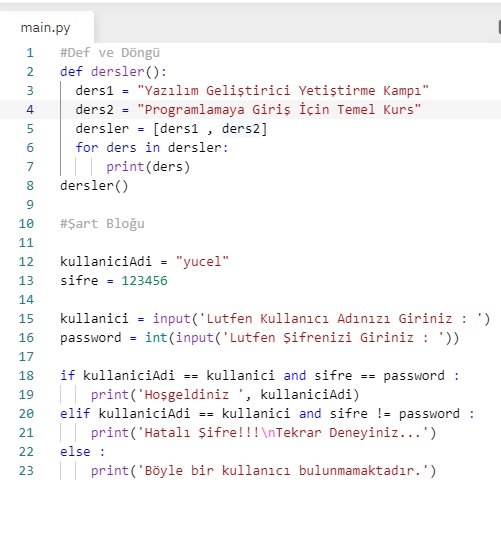 main.py
1 #Def ve Döngü
2 def dersler():
3 ders1 = "Yazılım Geliştirici Yetiştirme Kampı"
4 ders2 = "Programlamaya Giriş İçin Temel Kurs"
5 dersler = [ders1 , ders2]
6 for ders in dersler:
7 print(ders)
8 dersler()
9
10 #Şart Bloğu
11
12 kullaniciAdi = "yucel"
13 sifre = 123456
14
15 kullanici = input('Lutfen Kullanıcı Adınızı Giriniz : ')
16 password = int(input('Lutfen Şifrenizi Giriniz : '))
17
18 if kullaniciAdi == kullanici and sifre == password :
19 print('Hoşgeldiniz ', kullaniciAdi)
20 elif kullaniciAdi == kullanici and sifre != password :
21 print('Hatalı Şifre!!!\nTekrar Deneyiniz...')
22 else :
23 print('Böyle bir kullanıcı bulunmamaktadır.')